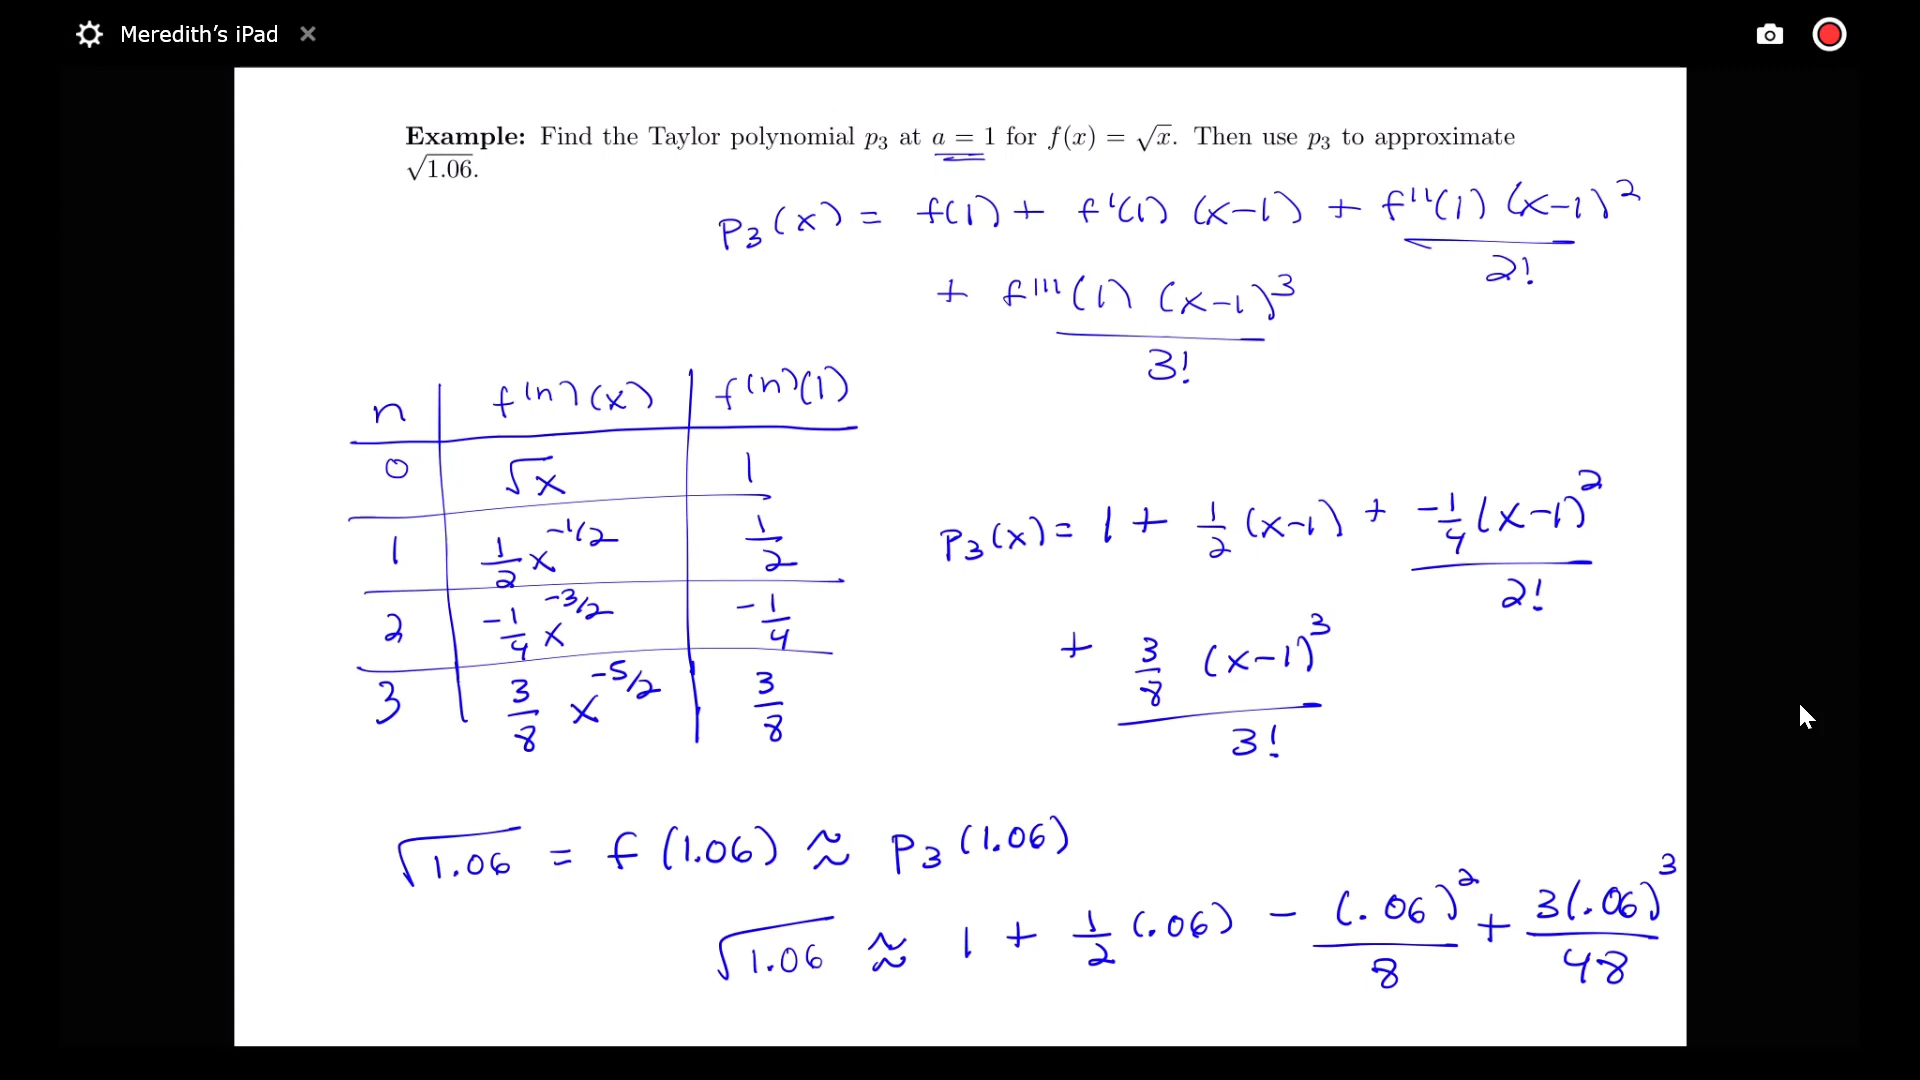 Meredith’s iPad ×
Example: Find the Taylor polynomial p₃ at a = 1 for f(x) = √x. Then use p₃ to approximate
√1.06.
P₃(x) = f(1) + f'(1) (x-1) + f''(1) (x-1)²/2!
+ f'''(1) (x-1)³/3!
n | f⁽ⁿ⁾(x) | f⁽ⁿ⁾(1)
0 | √x | 1
1 | 1/2 x^(-1/2) | 1/2
2 | -1/4 x^(-3/2) | -1/4
3 | 3/8 x^(-5/2) | 3/8
P₃(x) = 1 + 1/2 (x-1) + -1/4 (x-1)²/2!
+ 3/8 (x-1)³/3!
√1.06 = f(1.06) ≈ P₃(1.06)
√1.06 ≈ 1 + 1/2 (.06) - (.06)²/8 + 3(.06)³/48